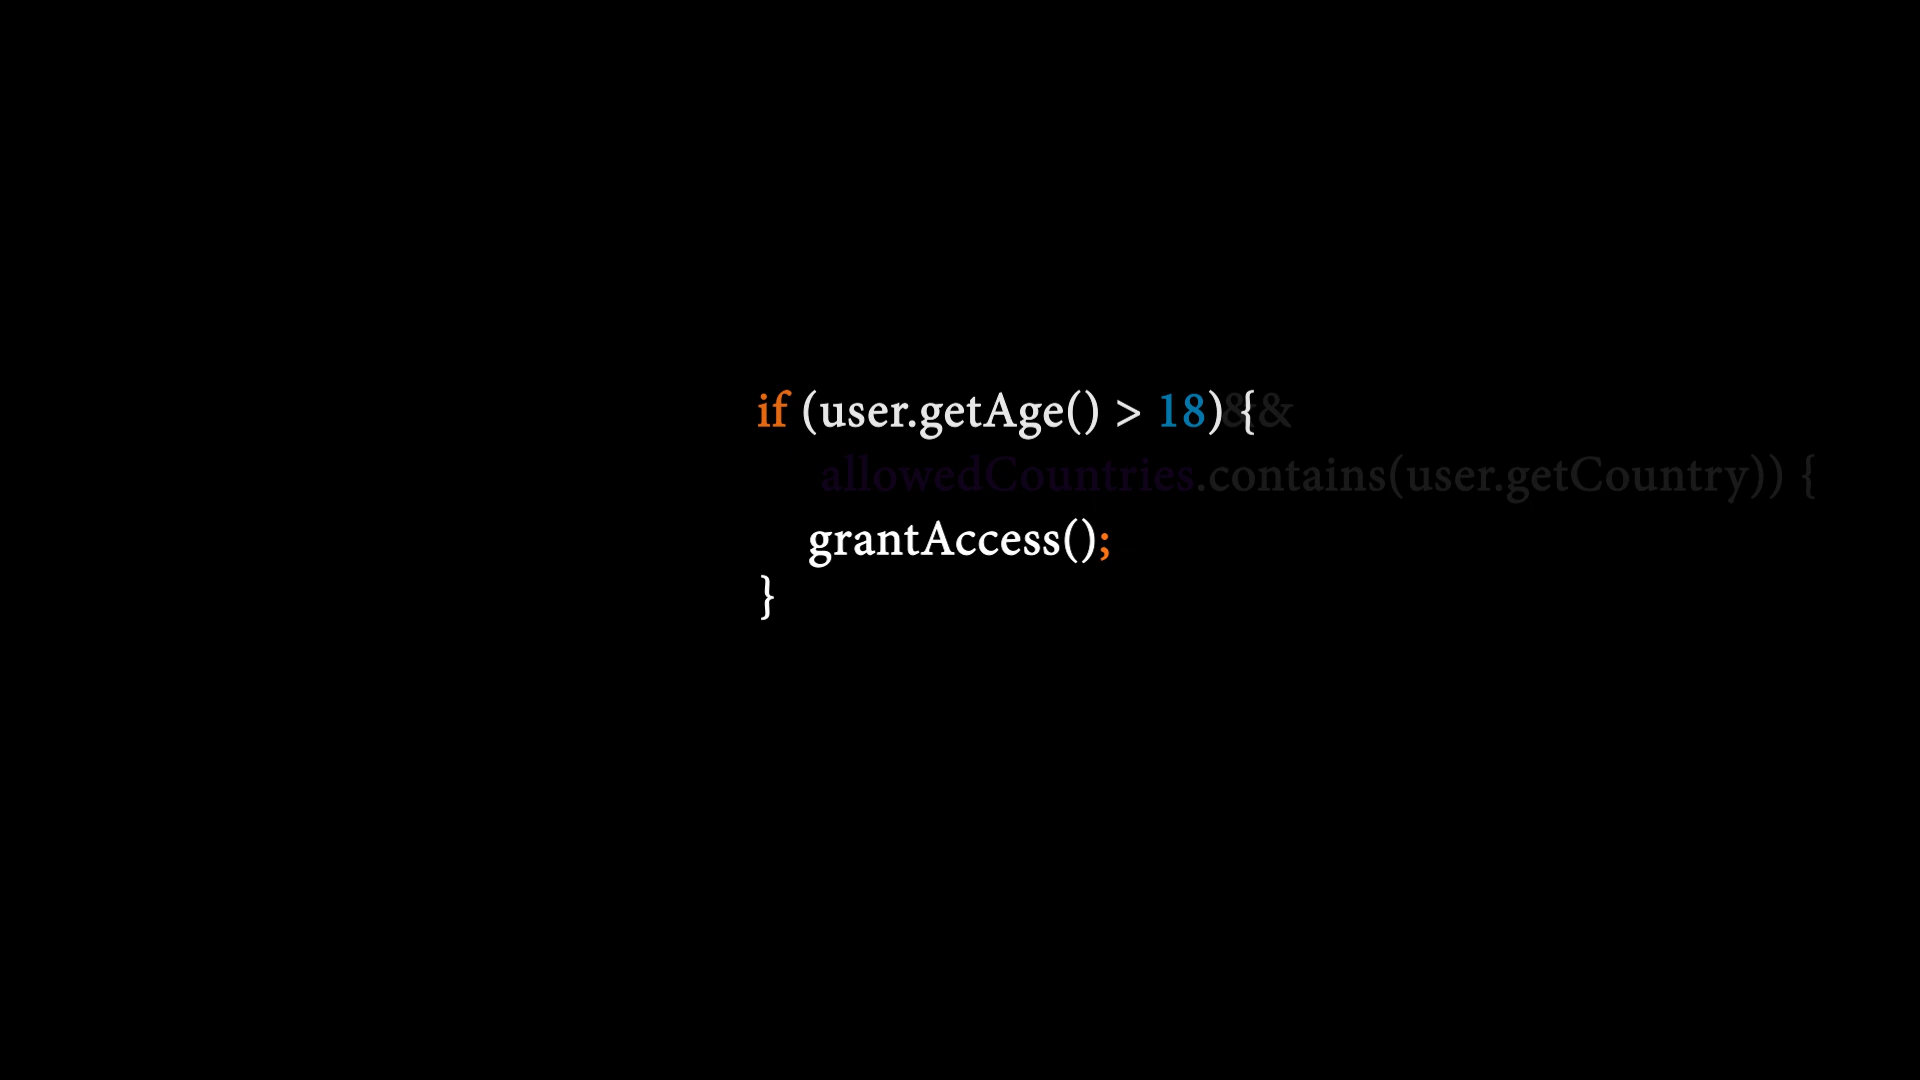 if (user.getAge() > 18) { &&
allowedCountries.contains(user.getCountry)) {
grantAccess();
}